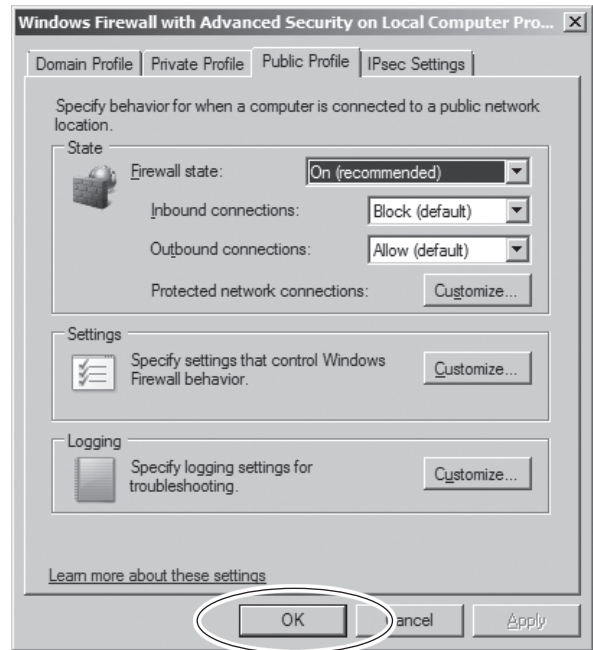 Windows Firewall with Advanced Security on Local Computer Pro...
Domain Profile
Private Profile
Public Profile
IPsec Settings
Specify behavior for when a computer is connected to a public network
location.
State
Firewall state:
On (recommended)
Inbound connections:
Block (default)
Outbound connections:
Allow (default)
Protected network connections:
Customize...
Settings
Specify settings that control Windows
Firewall behavior.
Customize...
Logging
Specify logging settings for
troubleshooting.
Customize...
Learn more about these settings
OK
Cancel
Apply